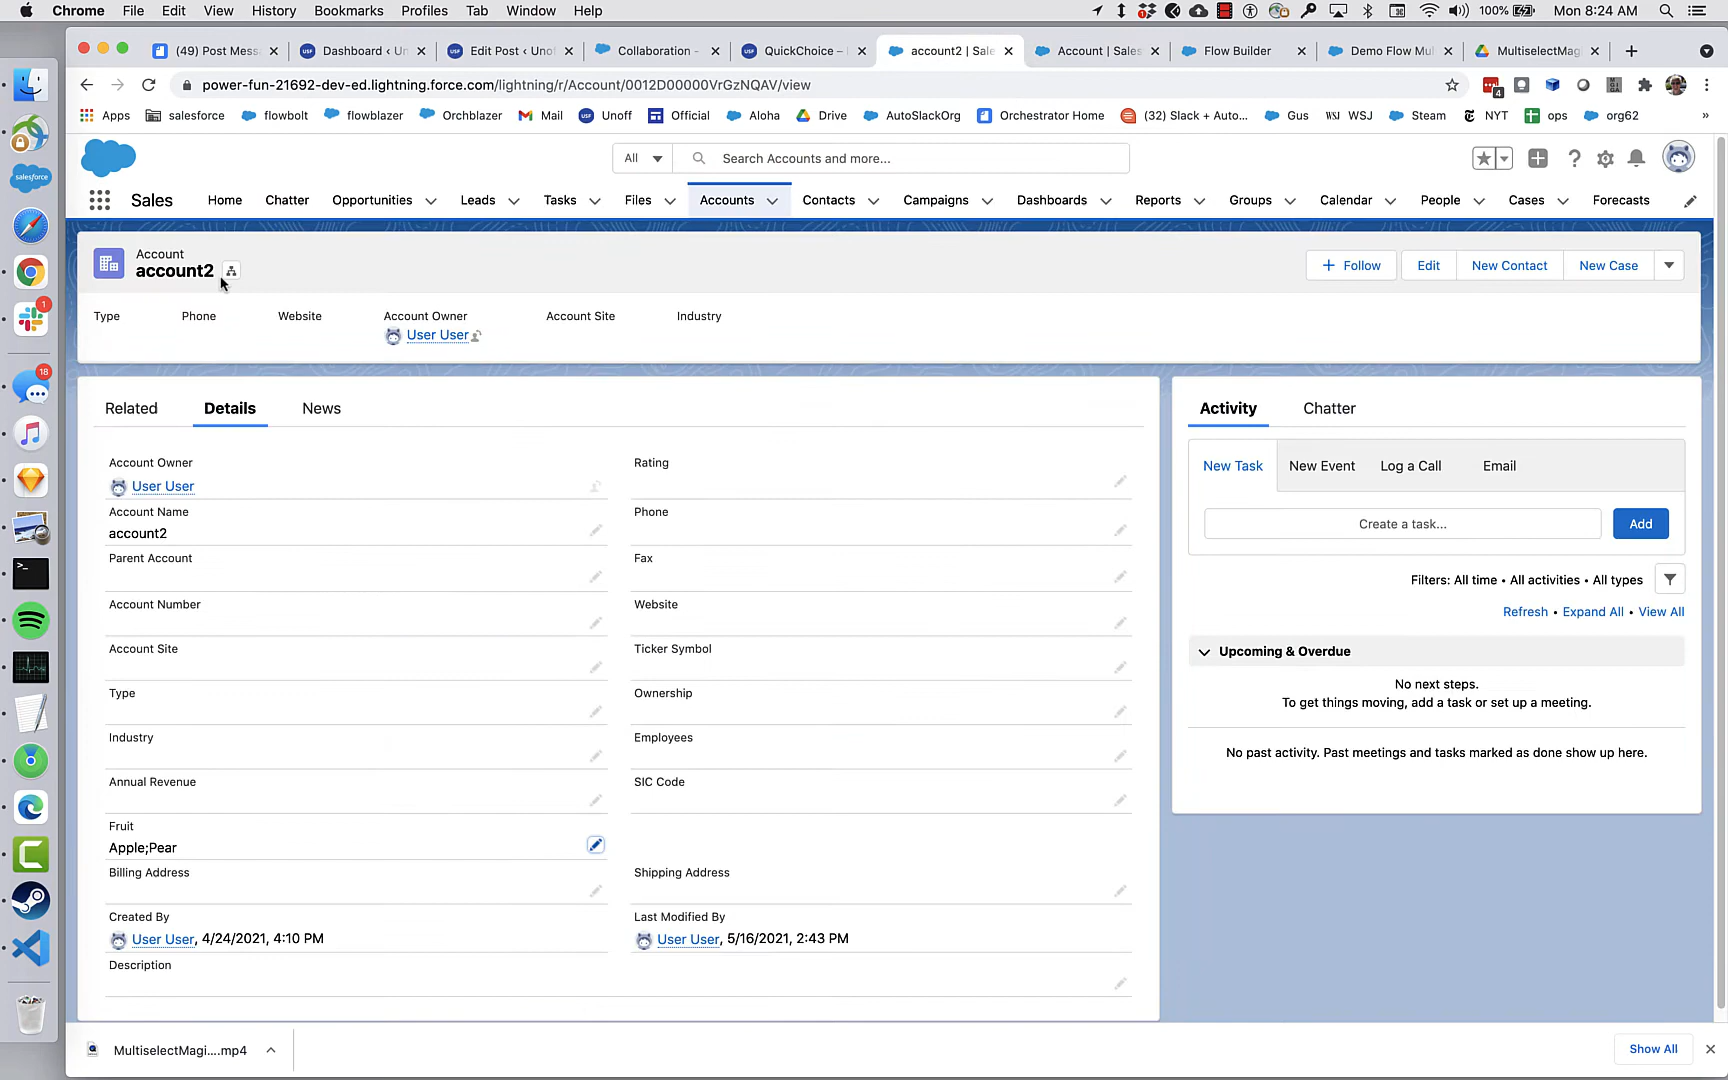 Chrome File Edit View History Bookmarks Profiles Tab Window Help 100% Mon 8:24 AM
(49) Post Messa
Dashboard ‹ Un
Edit Post ‹ Unof
Collaboration -
QuickChoice –
account2 | Sale
Account | Sales
Flow Builder
Demo Flow Mul
MultiselectMag
power-fun-21692-dev-ed.lightning.force.com/lightning/r/Account/0012D00000VrGzNQAV/view
Apps salesforce flowbolt flowblazer Orchblazer Mail Unoff Official Aloha Drive AutoSlackOrg Orchestrator Home (32) Slack + Auto... Gus WSJ WSJ Steam NYT ops org62 »
All Search Accounts and more...
Sales Home Chatter Opportunities Leads Tasks Files Accounts Contacts Campaigns Dashboards Reports Groups Calendar People Cases Forecasts
Account
account2
+ Follow Edit New Contact New Case
Type Phone Website Account Owner Account Site Industry
User User
Related Details News
Account Owner
User User
Rating
Account Name
account2
Phone
Parent Account
Fax
Account Number
Website
Account Site
Ticker Symbol
Type
Ownership
Industry
Employees
Annual Revenue
SIC Code
Fruit
Apple;Pear
Billing Address
Shipping Address
Created By
User User, 4/24/2021, 4:10 PM
Last Modified By
User User, 5/16/2021, 2:43 PM
Description
Activity Chatter
New Task New Event Log a Call Email
Create a task... Add
Filters: All time • All activities • All types
Refresh • Expand All • View All
Upcoming & Overdue
No next steps.
To get things moving, add a task or set up a meeting.
No past activity. Past meetings and tasks marked as done show up here.
salesforce
1
18
MultiselectMagi....mp4
Show All